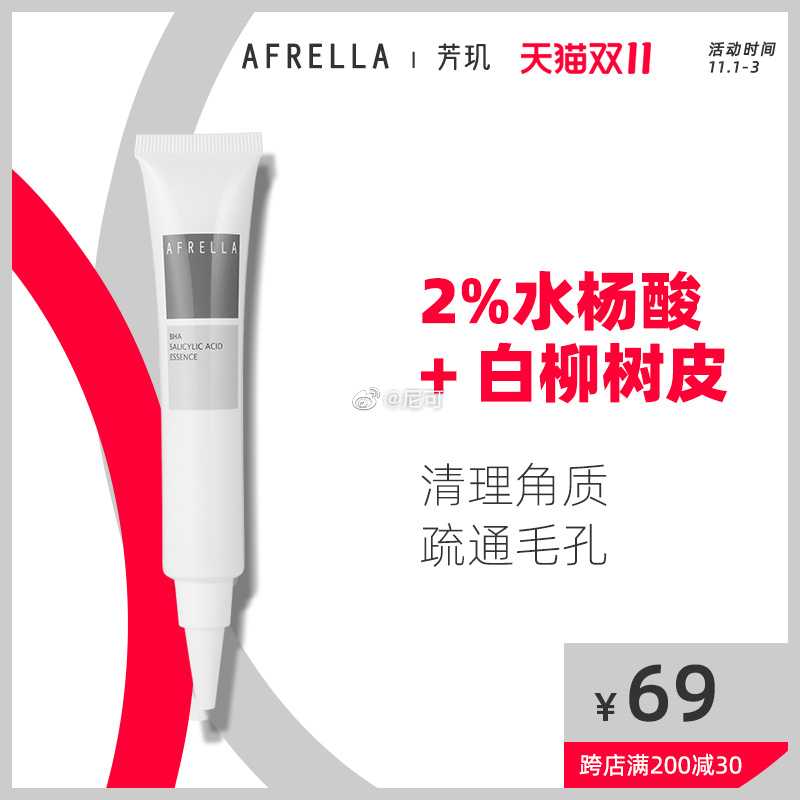 AFRELLA | 芳玑 天猫双11 活动时间
11.1-3
AFRELLA
BHA
SALICYLIC ACID
ESSENCE
@尼可
2%水杨酸
+ 白柳树皮
清理角质
疏通毛孔
¥69
跨店满200减30